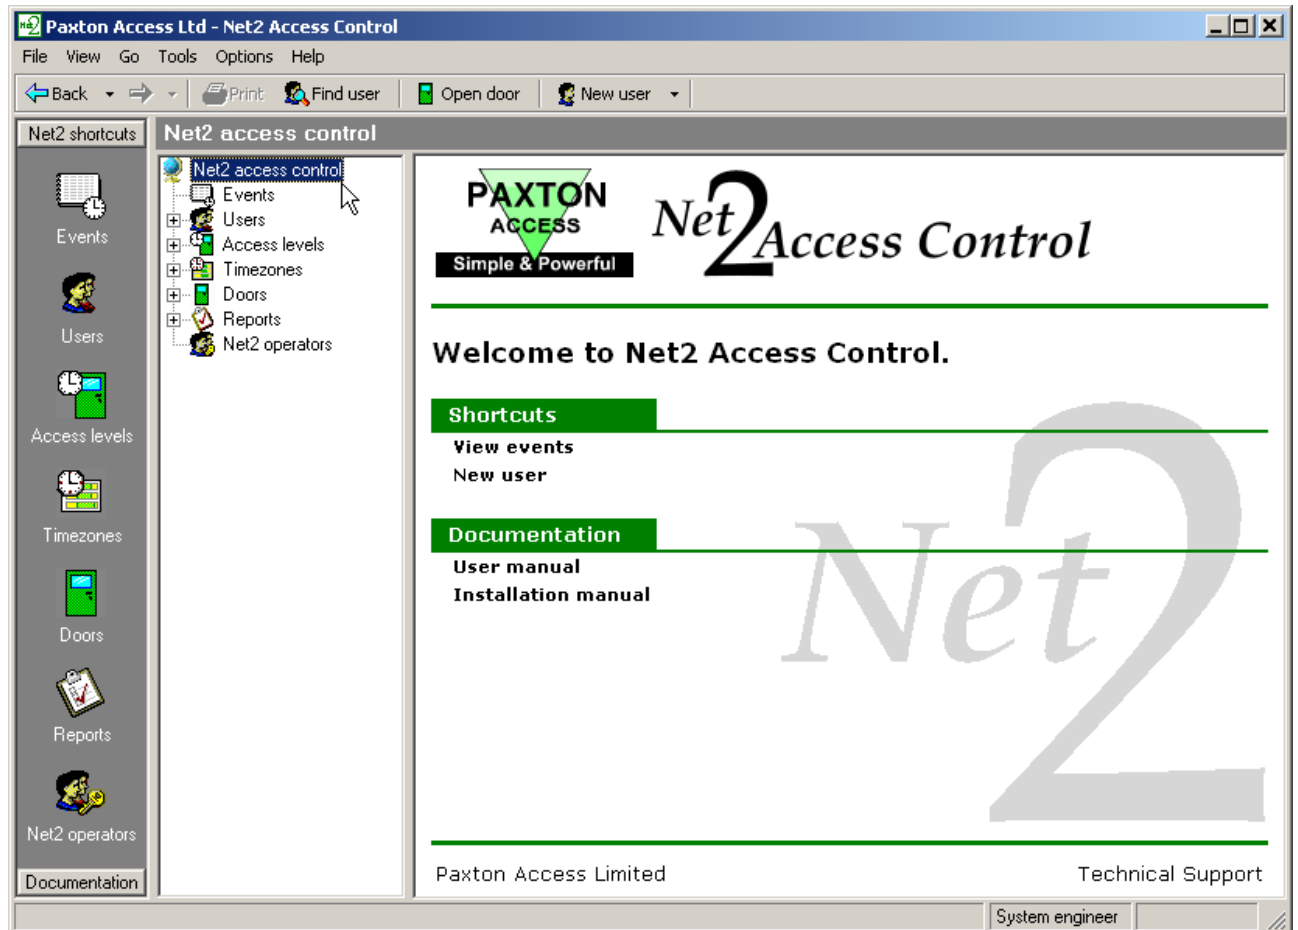 Paxton Access Ltd - Net2 Access Control
File View Go Tools Options Help
Back Print Find user Open door New user
Net2 shortcuts
Net2 access control
Events
Users
Access levels
Timezones
Doors
Reports
Net2 operators
Documentation
Net2 access control
Events
Users
Access levels
Timezones
Doors
Reports
Net2 operators
PAXTON
ACCESS
Simple & Powerful
Net2 Access Control
Welcome to Net2 Access Control.
Shortcuts
View events
New user
Documentation
User manual
Installation manual
Net2
Paxton Access Limited
Technical Support
System engineer